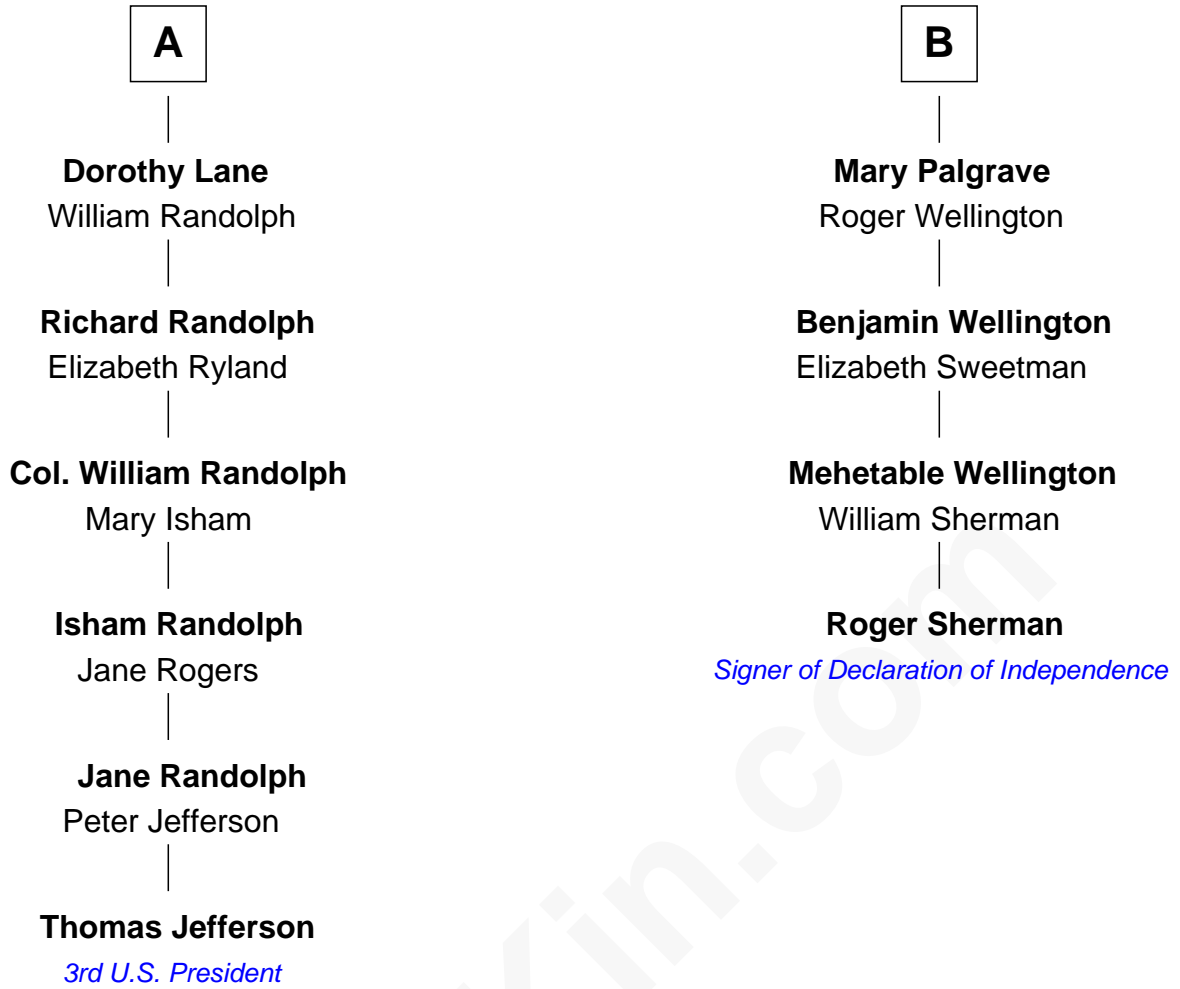 A
Dorothy Lane
William Randolph
Richard Randolph
Elizabeth Ryland
Col. William Randolph
Mary Isham
Isham Randolph
Jane Rogers
Jane Randolph
Peter Jefferson
Thomas Jefferson
3rd U.S. President
B
Mary Palgrave
Roger Wellington
Benjamin Wellington
Elizabeth Sweetman
Mehetable Wellington
William Sherman
Roger Sherman
Signer of Declaration of Independence
Kin.com